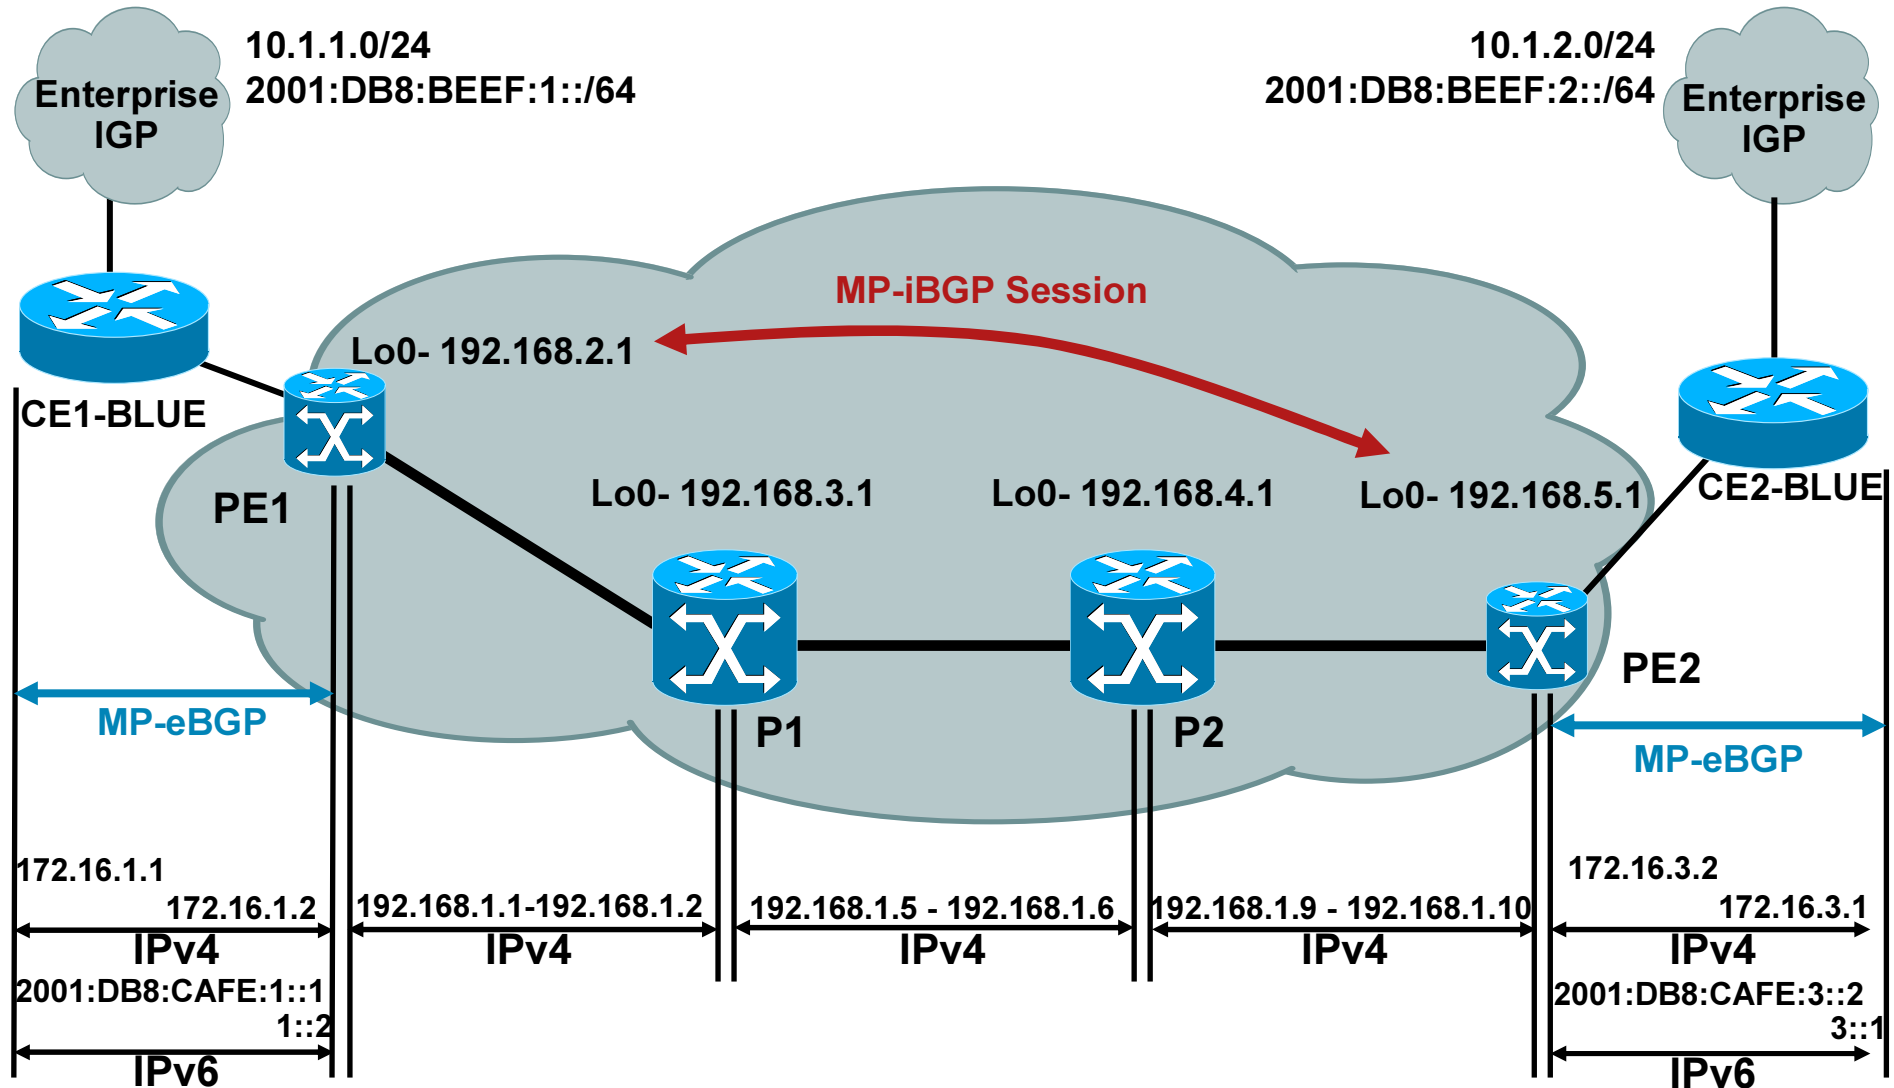 10.1.1.0/24
2001:DB8:BEEF:1::/64
Enterprise
IGP
10.1.2.0/24
2001:DB8:BEEF:2::/64
Enterprise
IGP
MP-iBGP Session
Lo0- 192.168.2.1
CE1-BLUE
PE1
Lo0- 192.168.3.1
Lo0- 192.168.4.1
Lo0- 192.168.5.1
CE2-BLUE
PE2
MP-eBGP
P1
P2
MP-eBGP
172.16.1.1
172.16.1.2
IPv4
192.168.1.1-192.168.1.2
IPv4
192.168.1.5 - 192.168.1.6
IPv4
192.168.1.9 - 192.168.1.10
IPv4
172.16.3.2
172.16.3.1
IPv4
2001:DB8:CAFE:1::1
1::2
IPv6
2001:DB8:CAFE:3::2
3::1
IPv6